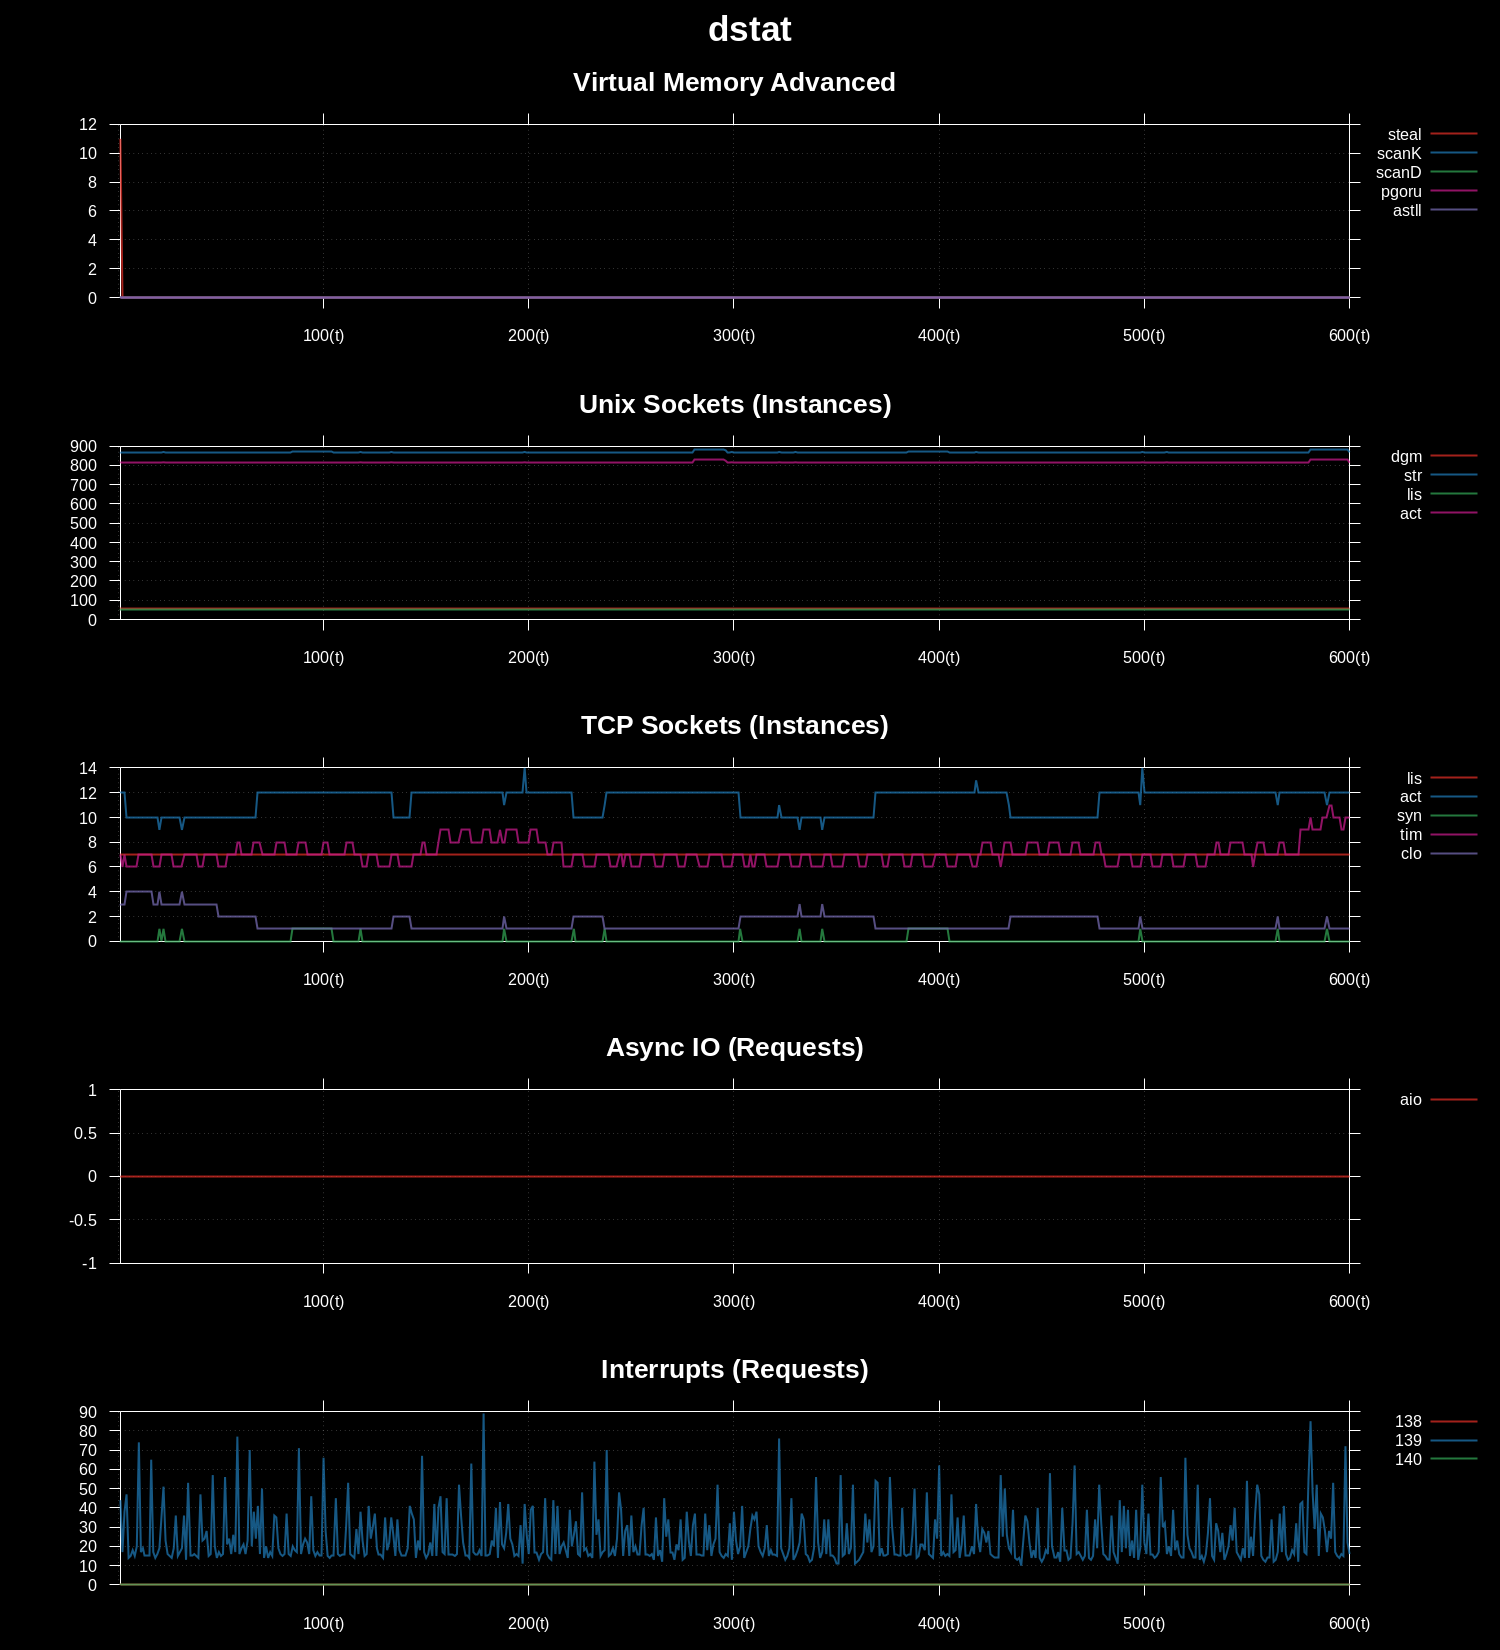 dstat
Virtual Memory Advanced
12
10
8
6
4
2
0
100(t) 200(t) 300(t) 400(t) 500(t) 600(t)
steal
scanK
scanD
pgoru
astll
Unix Sockets (Instances)
900
800
700
600
500
400
300
200
100
0
100(t) 200(t) 300(t) 400(t) 500(t) 600(t)
dgm
str
lis
act
TCP Sockets (Instances)
14
12
10
8
6
4
2
0
100(t) 200(t) 300(t) 400(t) 500(t) 600(t)
lis
act
syn
tim
clo
Async IO (Requests)
1
0.5
0
-0.5
-1
100(t) 200(t) 300(t) 400(t) 500(t) 600(t)
aio
Interrupts (Requests)
90
80
70
60
50
40
30
20
10
0
100(t) 200(t) 300(t) 400(t) 500(t) 600(t)
138
139
140